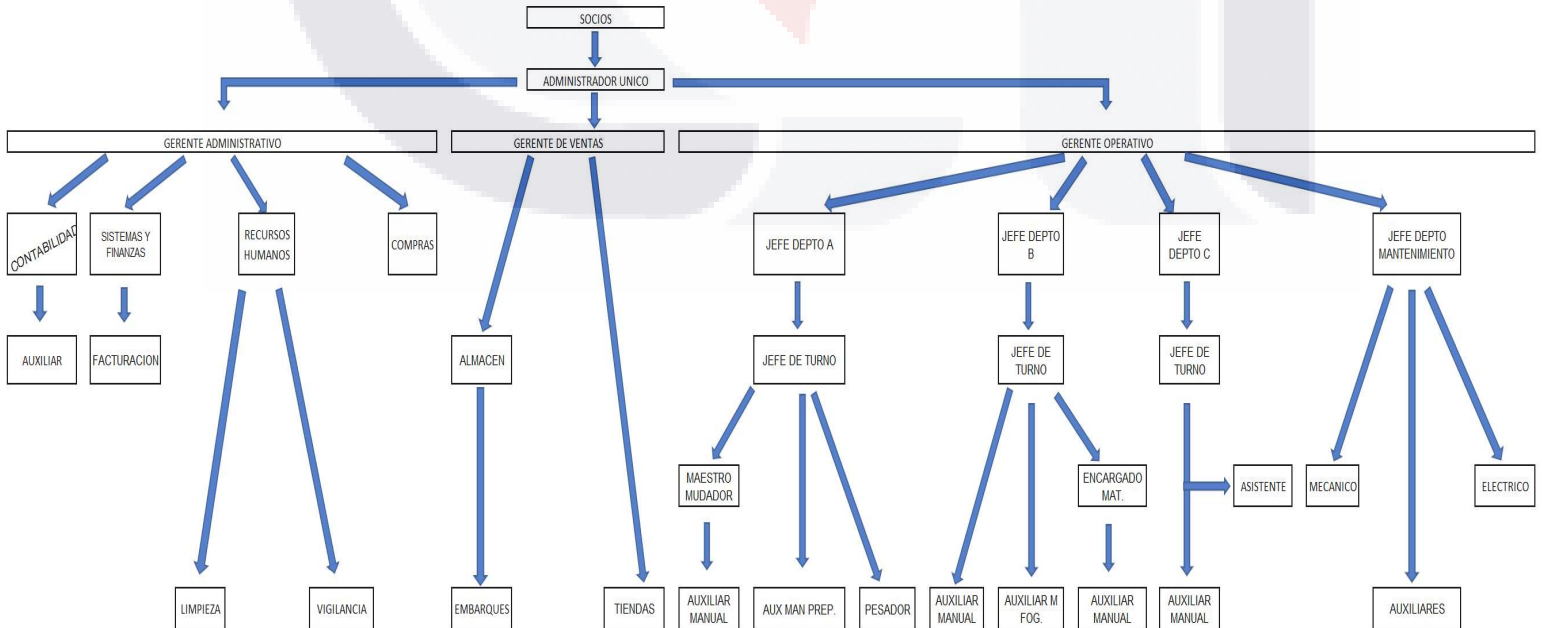 SOCIOS
ADMINISTRADOR UNICO
GERENTE ADMINISTRATIVO
GERENTE DE VENTAS
GERENTE OPERATIVO
CONTABILIDAD
SISTEMAS Y
FINANZAS
RECURSOS
HUMANOS
COMPRAS
JEFE DEPTO A
JEFE DEPTO
B
JEFE
DEPTO C
JEFE DEPTO
MANTENIMIENTO
AUXILIAR
FACTURACION
ALMACEN
JEFE DE TURNO
JEFE DE
TURNO
JEFE DE
TURNO
MAESTRO
MUDADOR
ENCARGADO
MAT.
ASISTENTE
MECANICO
ELECTRICO
LIMPIEZA
VIGILANCIA
EMBARQUES
TIENDAS
AUXILIAR
MANUAL
AUX MAN PREP.
PESADOR
AUXILIAR
MANUAL
AUXILIAR M
FOG.
AUXILIAR
MANUAL
AUXILIAR
MANUAL
AUXILIARES